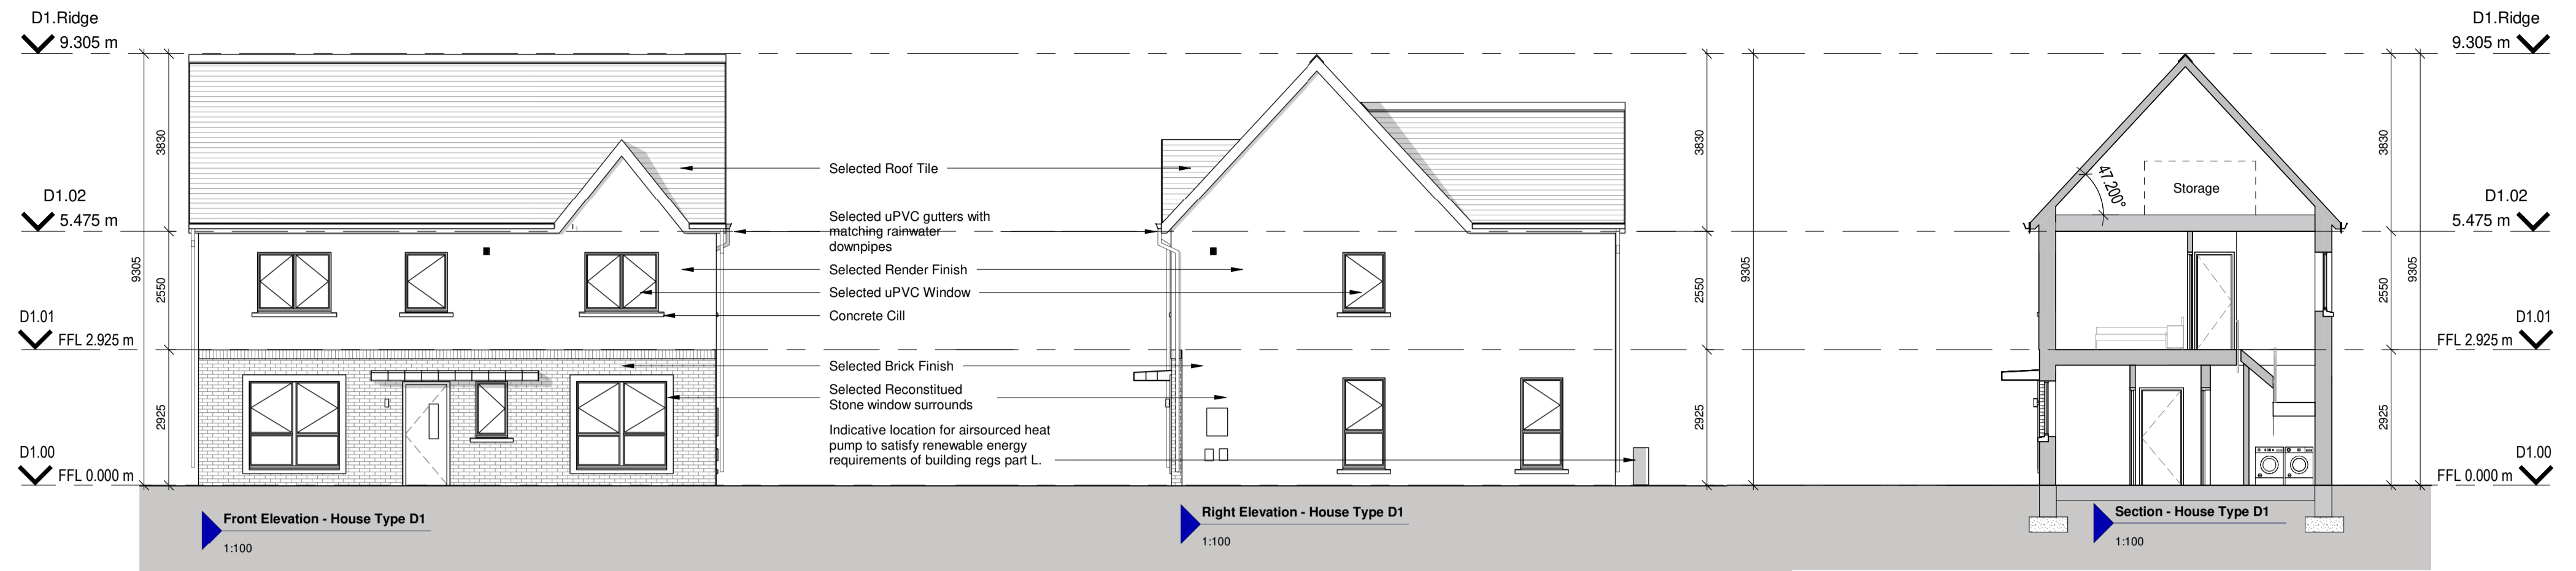 D1.Ridge
9.305 m
D1.02
5.475 m
D1.01
FFL 2.925 m
D1.00
FFL 0.000 m
9305
3830
2550
2925
Selected Roof Tile
Selected uPVC gutters with
matching rainwater
downpipes
Selected Render Finish
Selected uPVC Window
Concrete Cill
Selected Brick Finish
Selected Reconstitued
Stone window surrounds
Indicative location for airsourced heat
pump to satisfy renewable energy
requirements of building regs part L.
Front Elevation - House Type D1
1:100
3830
2550
2925
9305
Right Elevation - House Type D1
1:100
47.200°
Storage
3830
2550
2925
9305
Section - House Type D1
1:100
D1.Ridge
9.305 m
D1.02
5.475 m
D1.01
FFL 2.925 m
D1.00
FFL 0.000 m